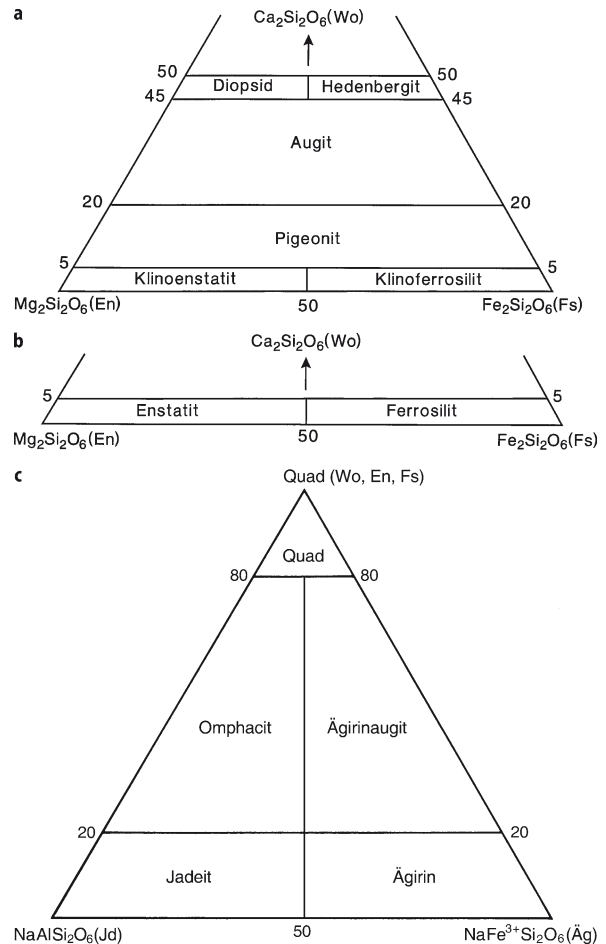 a
Ca₂Si₂O₆(Wo)
50 50
Diopsid Hedenbergit
45 45
Augit
20 20
Pigeonit
5 5
Klinoenstatit Klinoferrosilit
Mg₂Si₂O₆(En) 50 Fe₂Si₂O₆(Fs)
b
Ca₂Si₂O₆(Wo)
5 5
Enstatit Ferrosilit
Mg₂Si₂O₆(En) 50 Fe₂Si₂O₆(Fs)
c
Quad (Wo, En, Fs)
Quad
80 80
Omphacit Ägirinaugit
20 20
Jadeit Ägirin
NaAlSi₂O₆(Jd) 50 NaFe³⁺Si₂O₆(Äg)